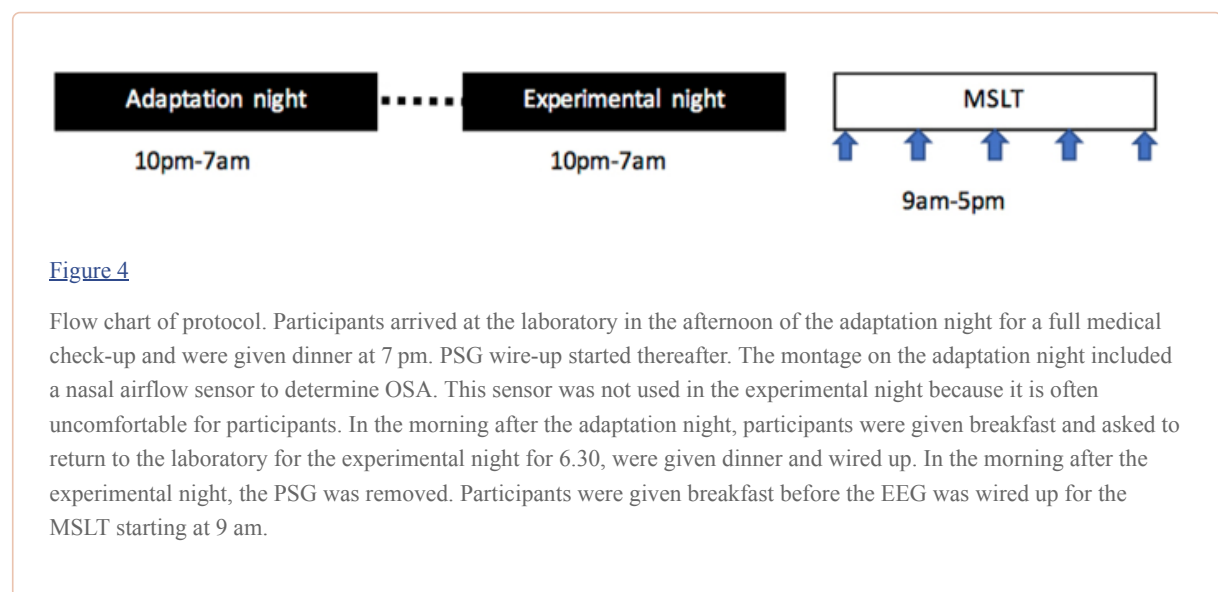 Adaptation night
Experimental night
MSLT
10pm-7am
10pm-7am
9am-5pm
Figure 4
Flow chart of protocol. Participants arrived at the laboratory in the afternoon of the adaptation night for a full medical
check-up and were given dinner at 7 pm. PSG wire-up started thereafter. The montage on the adaptation night included
a nasal airflow sensor to determine OSA. This sensor was not used in the experimental night because it is often
uncomfortable for participants. In the morning after the adaptation night, participants were given breakfast and asked to
return to the laboratory for the experimental night for 6.30, were given dinner and wired up. In the morning after the
experimental night, the PSG was removed. Participants were given breakfast before the EEG was wired up for the
MSLT starting at 9 am.